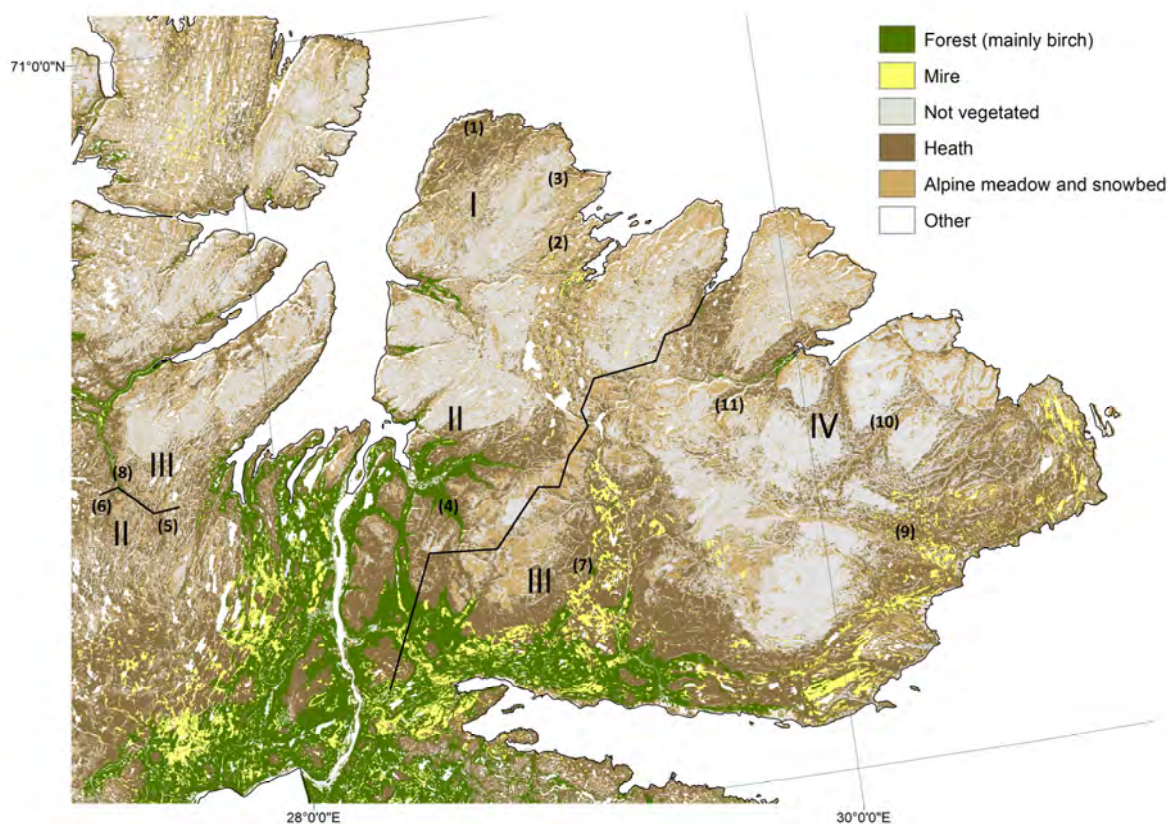 71°0'0"N
Forest (mainly birch)
Mire
Not vegetated
Heath
Alpine meadow and snowbed
Other
(1)
(3)
I
(2)
(11)
II
IV
(10)
(8)
III
(6)
(5)
II
(4)
(9)
(7)
III
28°0'0"E
30°0'0"E